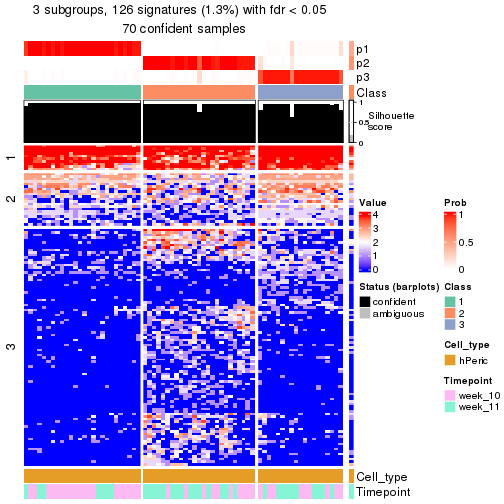 3 subgroups, 126 signatures (1.3%) with fdr < 0.05
70 confident samples
p1
p2
p3
Class
1
0.5
0
Silhouette
score
1
2
3
Cell_type
Timepoint
Value
4
3
2
1
0
Prob
1
0.5
0
Status (barplots)
confident
ambiguous
Class
1
2
3
Cell_type
hPeric
Timepoint
week_10
week_11